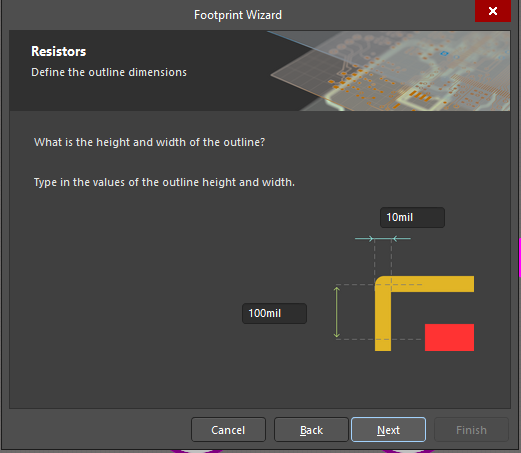 Footprint Wizard
Resistors
Define the outline dimensions
What is the height and width of the outline?
Type in the values of the outline height and width.
10mil
100mil
Cancel
Back
Next
Finish